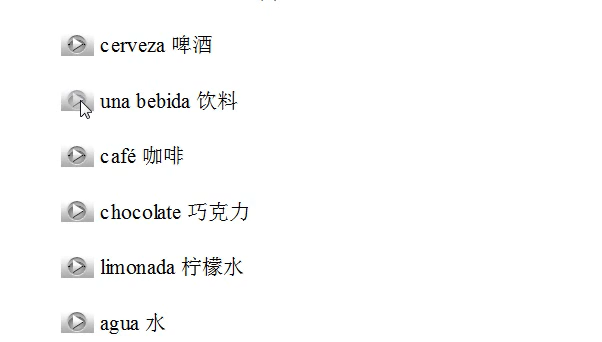 cerveza 啤酒
una bebida 饮料
café 咖啡
chocolate 巧克力
limonada 柠檬水
agua 水